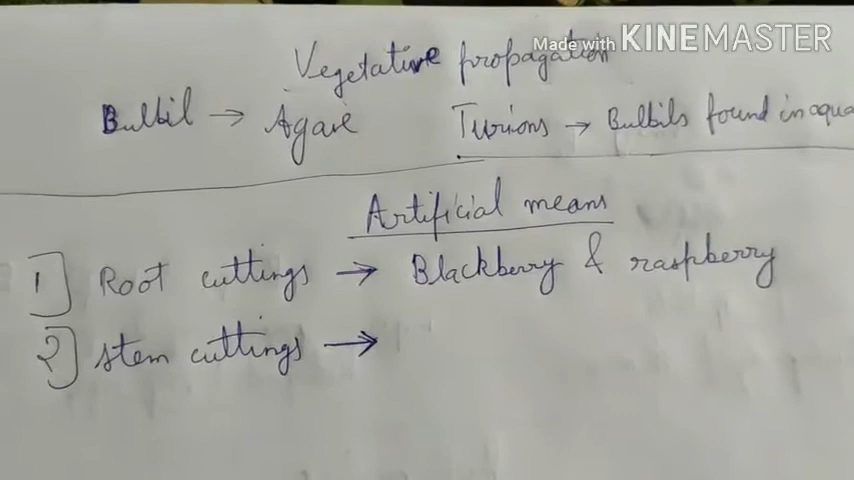 Made with KINEMASTER
Vegetative propagation
Bulbil → Agave Turions → Bulbils found in aqua
Artificial means
1] Root cuttings → Blackberry & raspberry
2] stem cuttings →